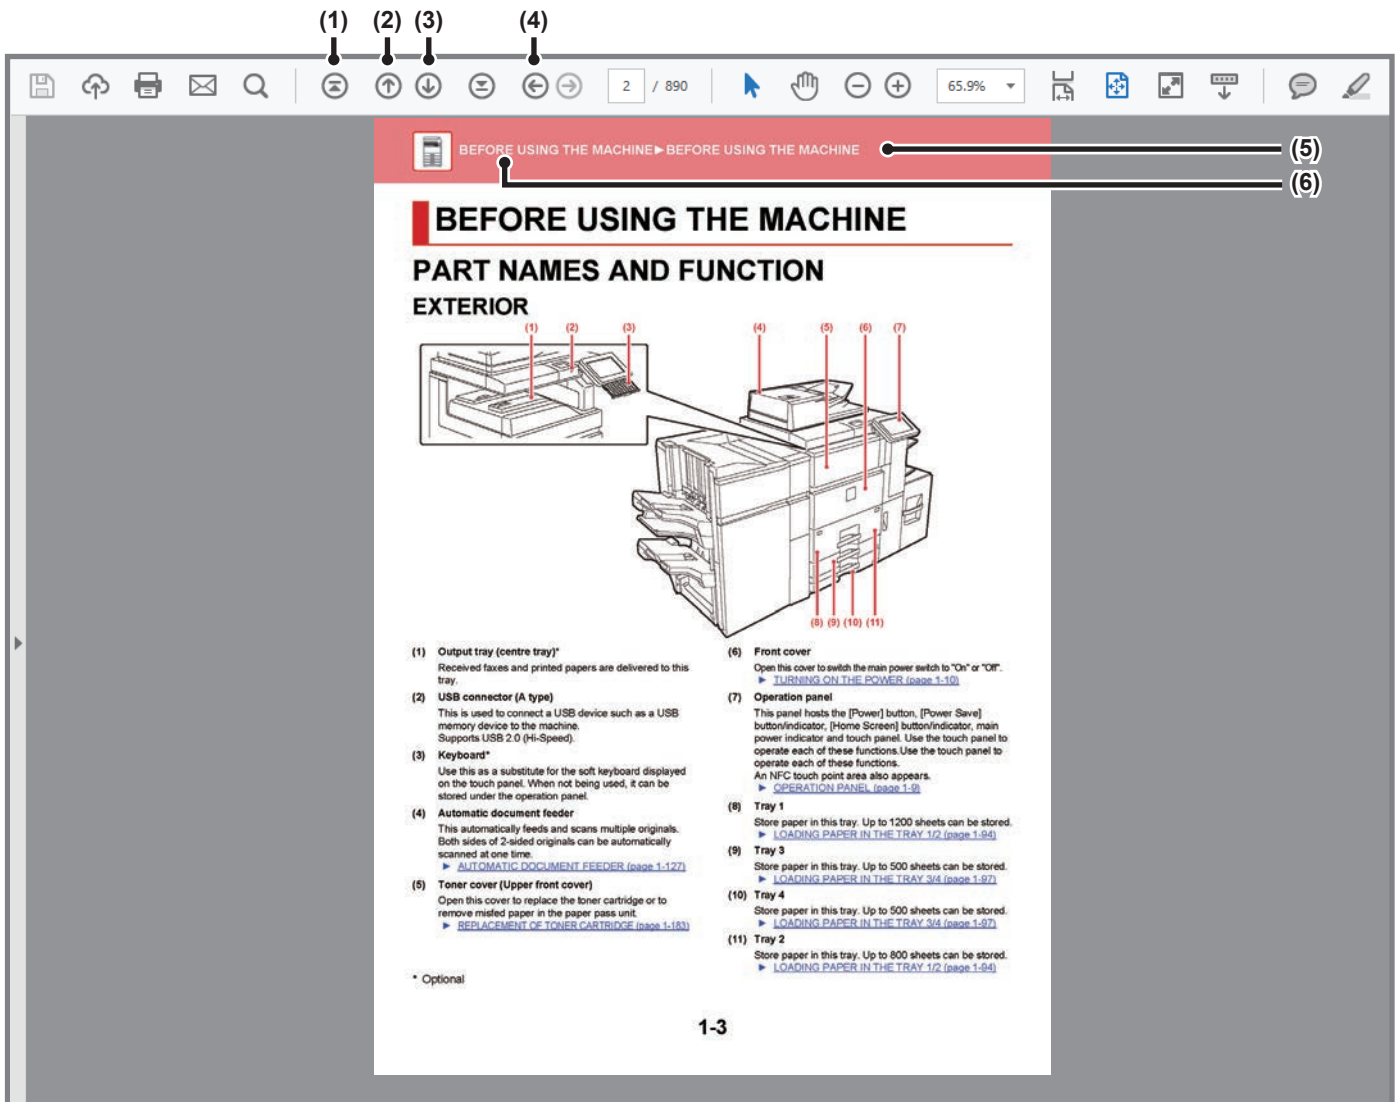 (1) (2) (3) (4)
2 / 890 65.9%
BEFORE USING THE MACHINE►BEFORE USING THE MACHINE
(5)
(6)
BEFORE USING THE MACHINE
PART NAMES AND FUNCTION
EXTERIOR
(1) (2) (3) (4) (5) (6) (7)
(8) (9) (10) (11)
(1) Output tray (centre tray)*
Received faxes and printed papers are delivered to this
tray.
(2) USB connector (A type)
This is used to connect a USB device such as a USB
memory device to the machine.
Supports USB 2.0 (Hi-Speed).
(3) Keyboard*
Use this as a substitute for the soft keyboard displayed
on the touch panel. When not being used, it can be
stored under the operation panel.
(4) Automatic document feeder
This automatically feeds and scans multiple originals.
Both sides of 2-sided originals can be automatically
scanned at one time.
► AUTOMATIC DOCUMENT FEEDER (page 1-127)
(5) Toner cover (Upper front cover)
Open this cover to replace the toner cartridge or to
remove misfed paper in the paper pass unit.
► REPLACEMENT OF TONER CARTRIDGE (page 1-183)
* Optional
(6) Front cover
Open this cover to switch the main power switch to "On" or "Off".
► TURNING ON THE POWER (page 1-10)
(7) Operation panel
This panel hosts the [Power] button, [Power Save]
button/indicator, [Home Screen] button/indicator, main
power indicator and touch panel. Use the touch panel to
operate each of these functions.Use the touch panel to
operate each of these functions.
An NFC touch point area also appears.
► OPERATION PANEL (page 1-9)
(8) Tray 1
Store paper in this tray. Up to 1200 sheets can be stored.
► LOADING PAPER IN THE TRAY 1/2 (page 1-94)
(9) Tray 3
Store paper in this tray. Up to 500 sheets can be stored.
► LOADING PAPER IN THE TRAY 3/4 (page 1-97)
(10) Tray 4
Store paper in this tray. Up to 500 sheets can be stored.
► LOADING PAPER IN THE TRAY 3/4 (page 1-97)
(11) Tray 2
Store paper in this tray. Up to 800 sheets can be stored.
► LOADING PAPER IN THE TRAY 1/2 (page 1-94)
1-3